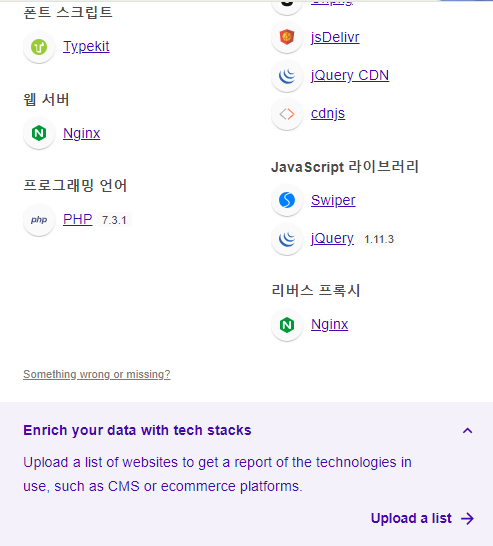 폰트 스크립트
Typekit
웹 서버
Nginx
프로그래밍 언어
php PHP 7.3.1
jsDelivr
jQuery CDN
cdnjs
JavaScript 라이브러리
Swiper
jQuery 1.11.3
리버스 프록시
Nginx
Something wrong or missing?
Enrich your data with tech stacks
Upload a list of websites to get a report of the technologies in
use, such as CMS or ecommerce platforms.
Upload a list